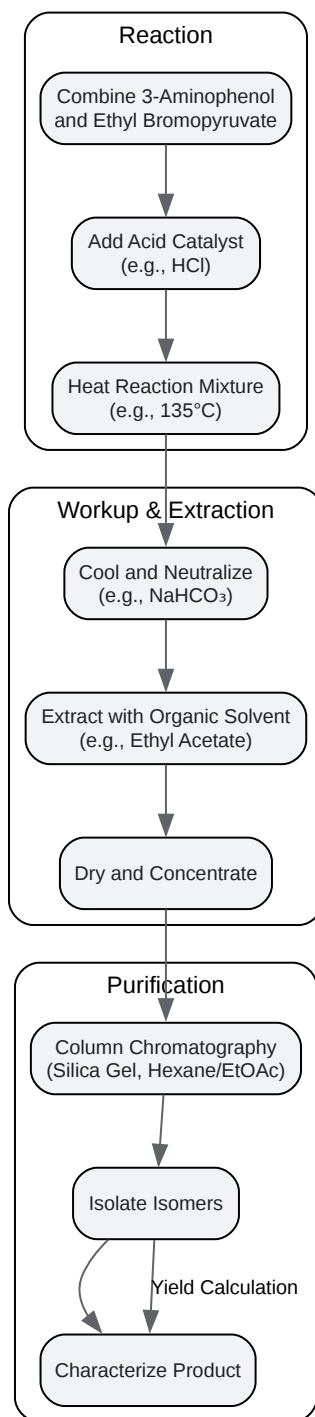 Reaction
Combine 3-Aminophenol
and Ethyl Bromopyruvate
Add Acid Catalyst
(e.g., HCl)
Heat Reaction Mixture
(e.g., 135°C)
Workup & Extraction
Cool and Neutralize
(e.g., NaHCO₃)
Extract with Organic Solvent
(e.g., Ethyl Acetate)
Dry and Concentrate
Purification
Column Chromatography
(Silica Gel, Hexane/EtOAc)
Isolate Isomers
Yield Calculation
Characterize Product